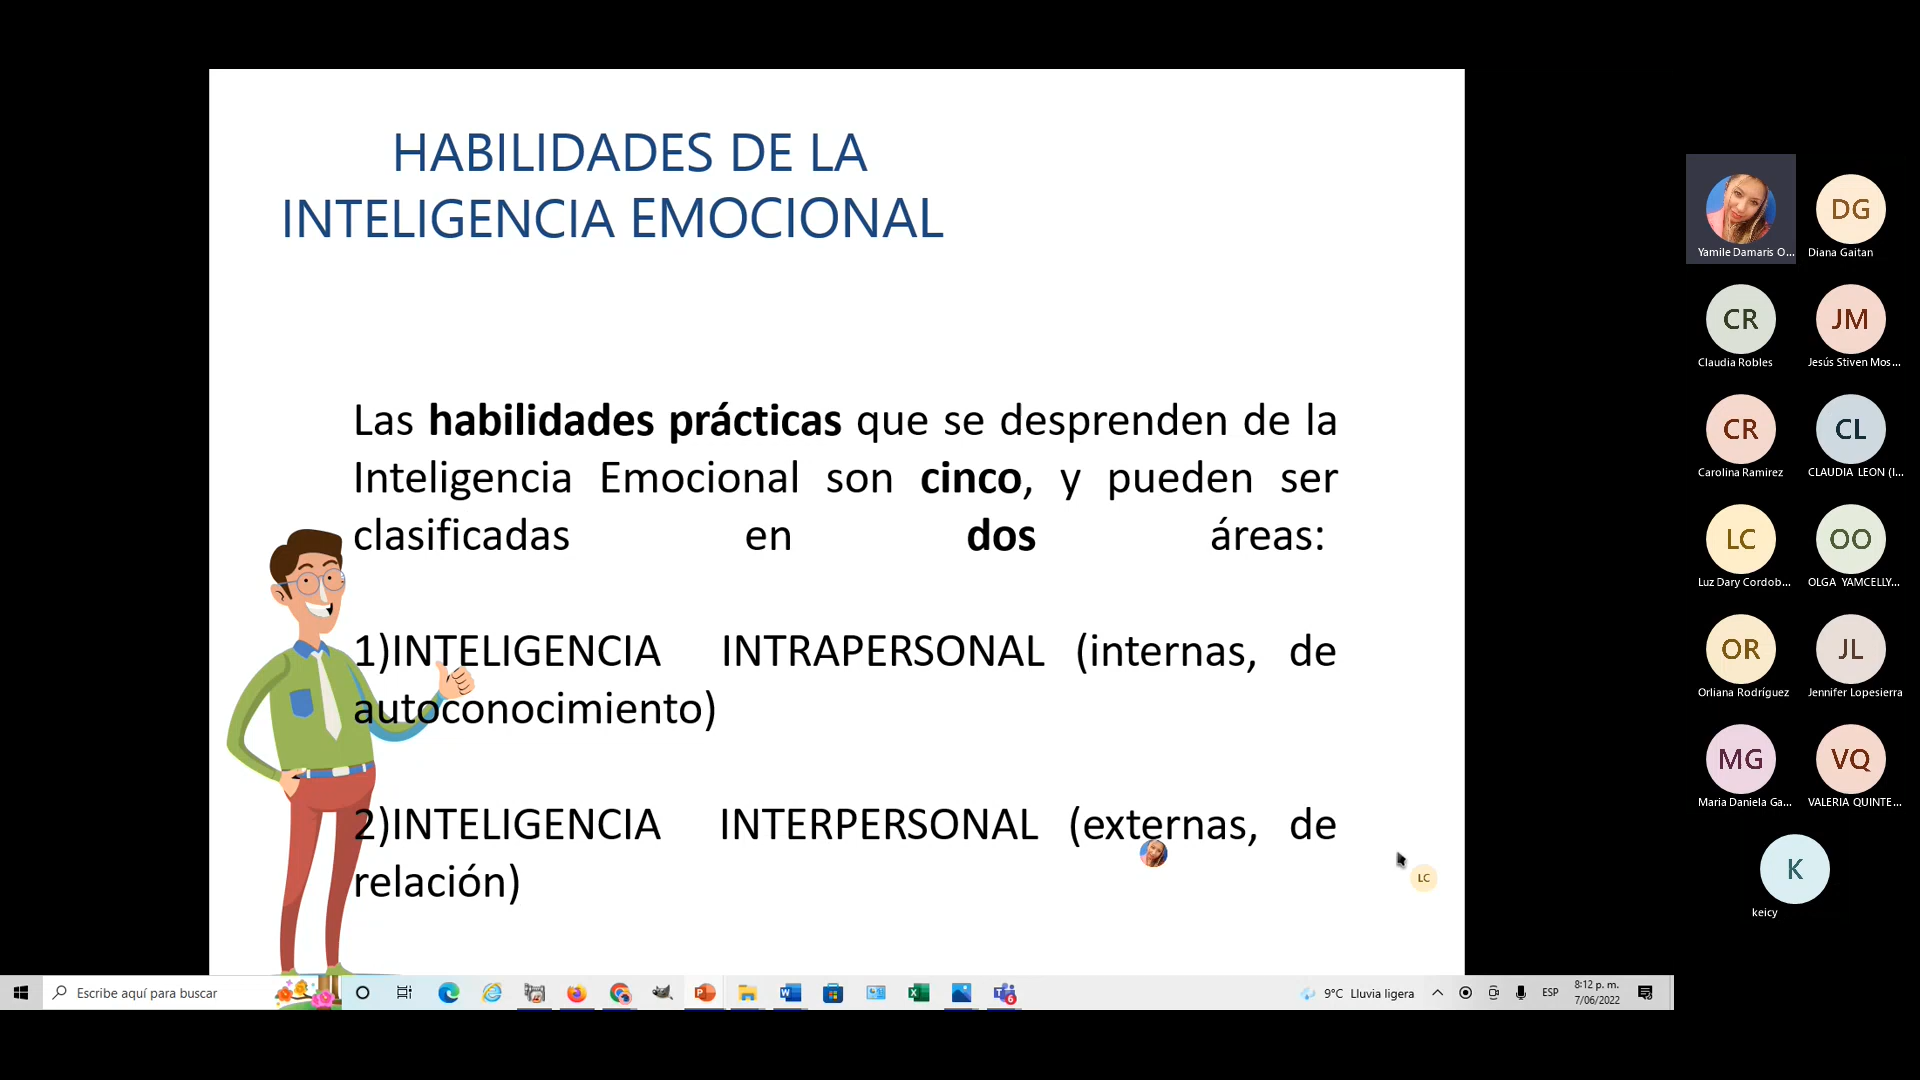 HABILIDADES DE LA
INTELIGENCIA EMOCIONAL
Las habilidades prácticas que se desprenden de la
Inteligencia Emocional son cinco, y pueden ser
clasificadas en dos áreas:
1)INTELIGENCIA INTRAPERSONAL (internas, de
autoconocimiento)
2)INTELIGENCIA INTERPERSONAL (externas, de
relación)
LC
Yamile Damaris O...
DG
Diana Gaitan
CR
Claudia Robles
JM
Jesús Stiven Mos...
CR
Carolina Ramirez
CL
CLAUDIA LEON (I...
LC
Luz Dary Cordob...
OO
OLGA YAMCELLY...
OR
Orliana Rodríguez
JL
Jennifer Lopesierra
MG
Maria Daniela Ga...
VQ
VALERIA QUINTE...
K
keicy
Escribe aquí para buscar
6
9°C Lluvia ligera
ESP
8:12 p. m.
7/06/2022